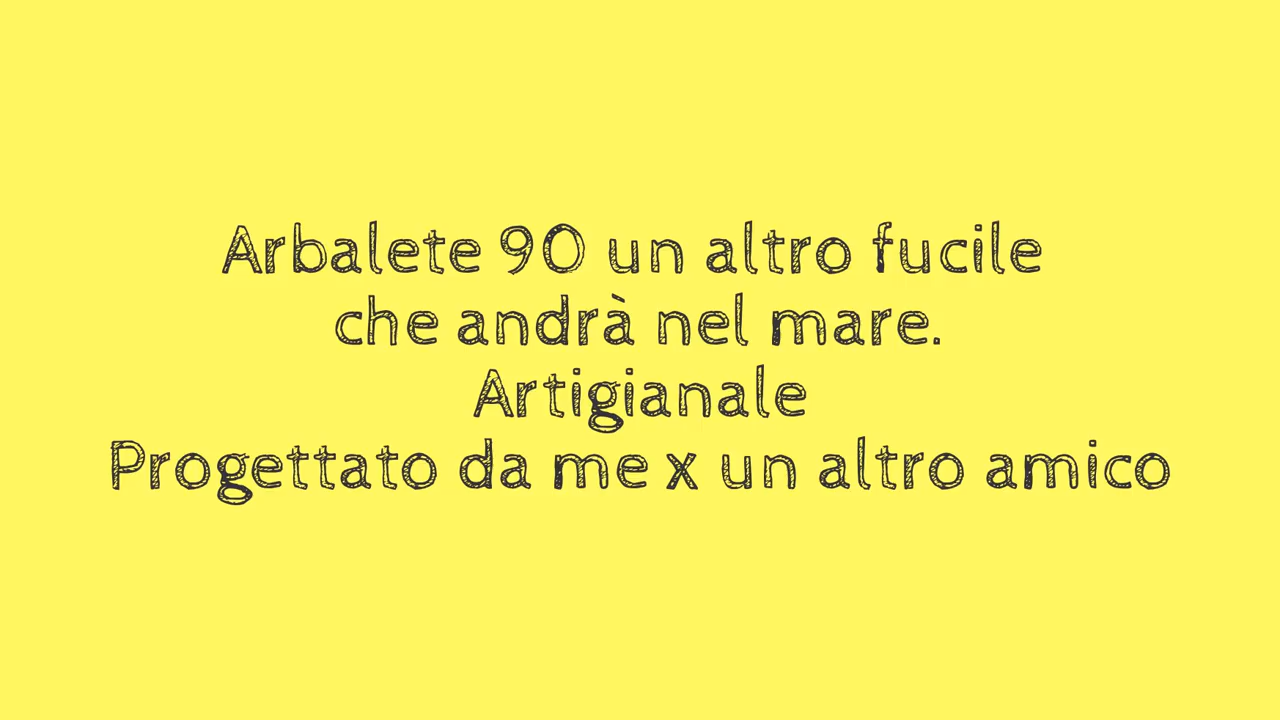 Arbalete 90 un altro fucile
che andrà nel mare.
Artigianale
Progettato da me x un altro amico